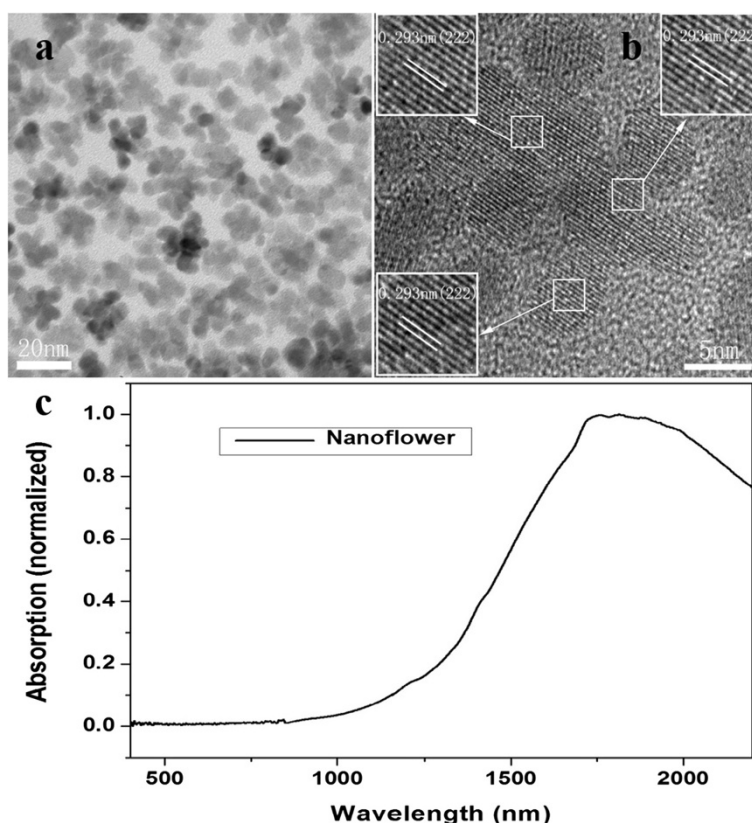 a
b
0.293nm(222)
0.293nm(222
0.293nm(222)
20nm
5nm
c
Nanoflower
Absorption (normalized)
1.0
0.8
0.6
0.4
0.2
0.0
500
1000
1500
2000
Wavelength (nm)